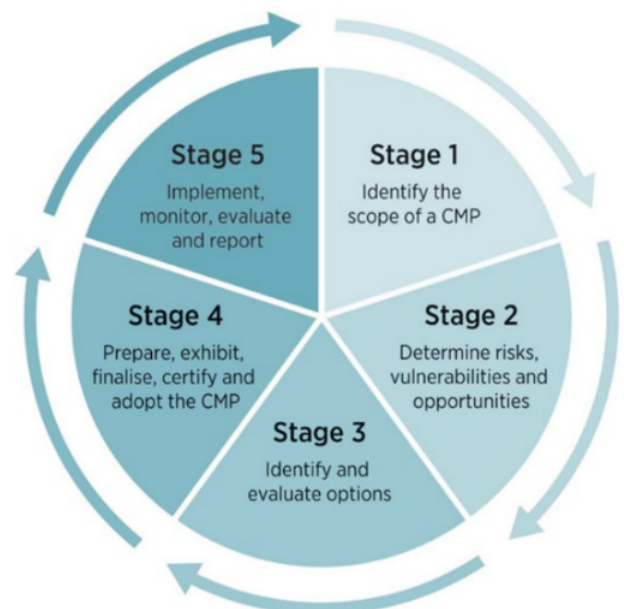 Stage 1
Identify the
scope of a CMP
Stage 2
Determine risks,
vulnerabilities and
opportunities
Stage 3
Identify and
evaluate options
Stage 4
Prepare, exhibit,
finalise, certify and
adopt the CMP
Stage 5
Implement,
monitor, evaluate
and report